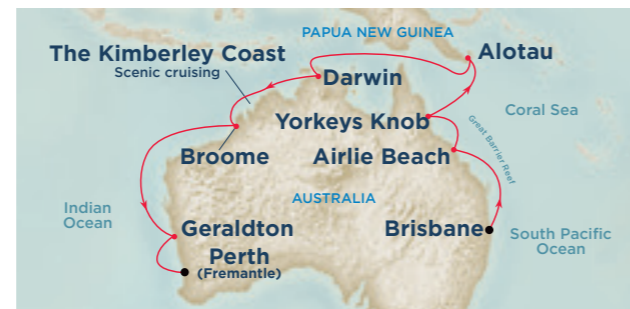 PAPUA NEW GUINEA
The Kimberley Coast
Scenic cruising
Alotau
Darwin
Coral Sea
Yorkeys Knob
Great Barrier Reef
Broome
Airlie Beach
AUSTRALIA
Indian
Ocean
Geraldton
Brisbane
South Pacific
Ocean
Perth
(Fremantle)